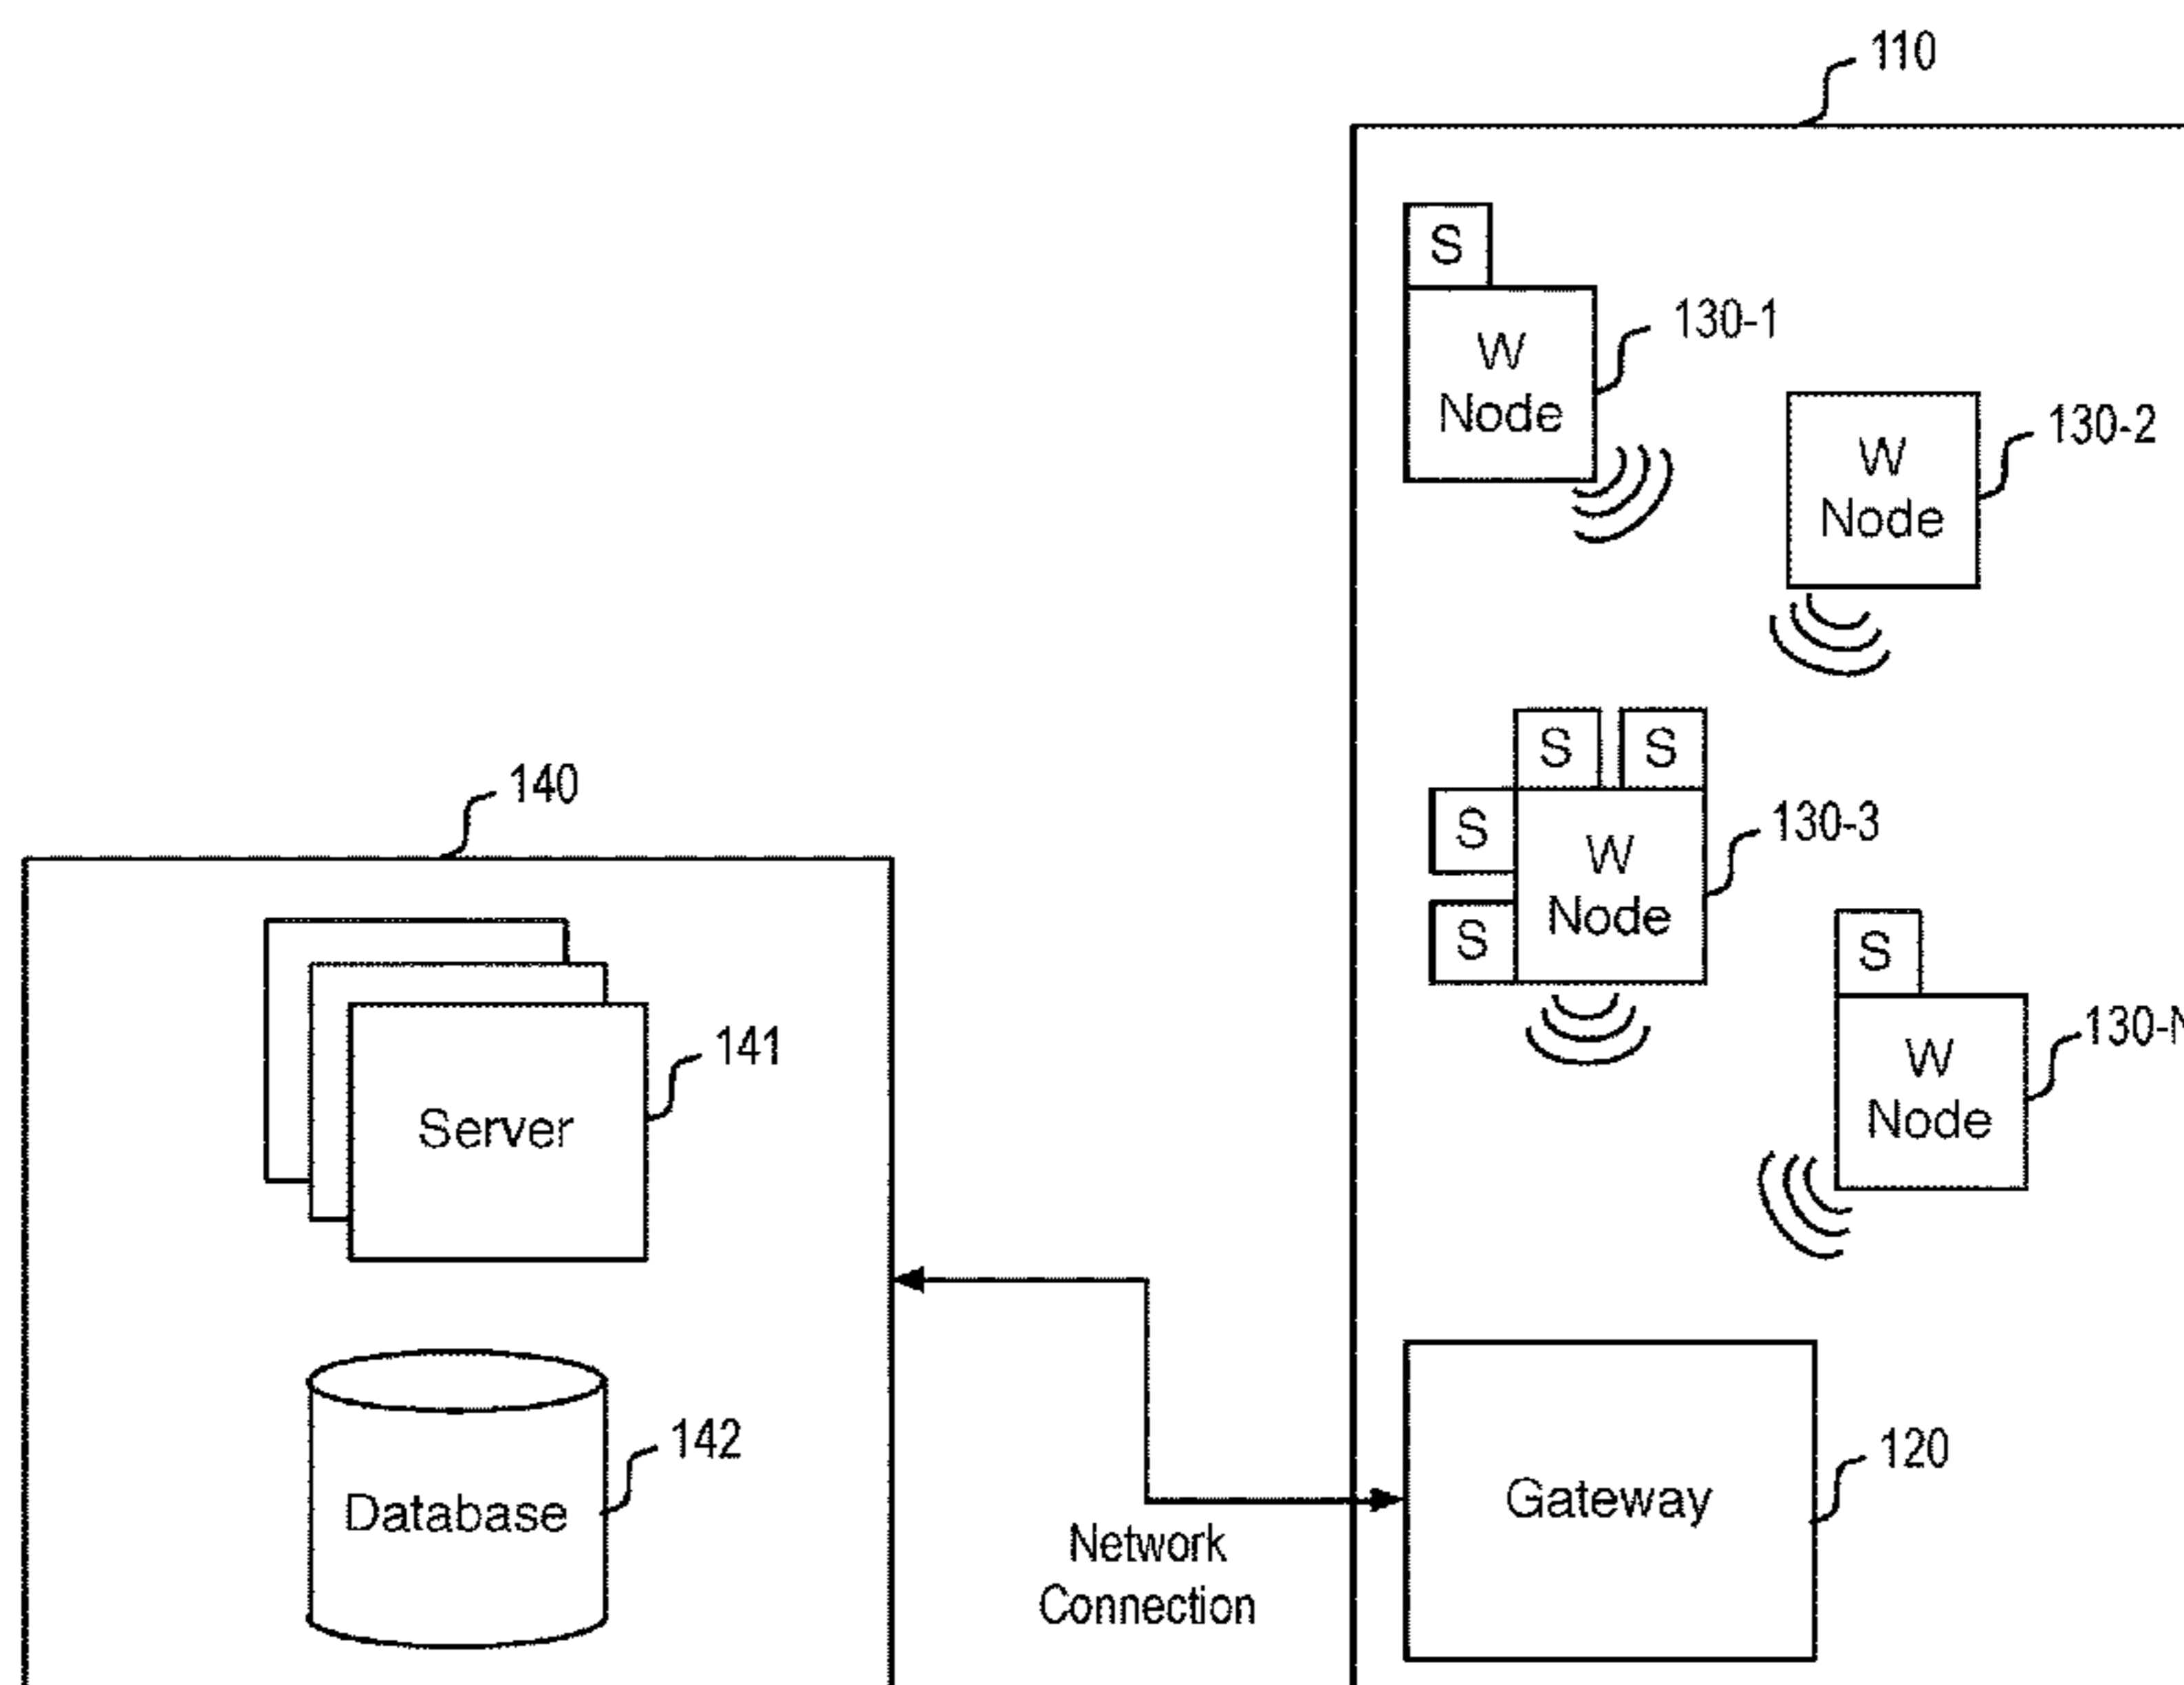 110
S
130-1
W
Node
130-2
W
Node
S S
140
S
130-3
W
Node
S
S
130-N
W
Node
141
Server
142
Database
120
Gateway
Network
Connection